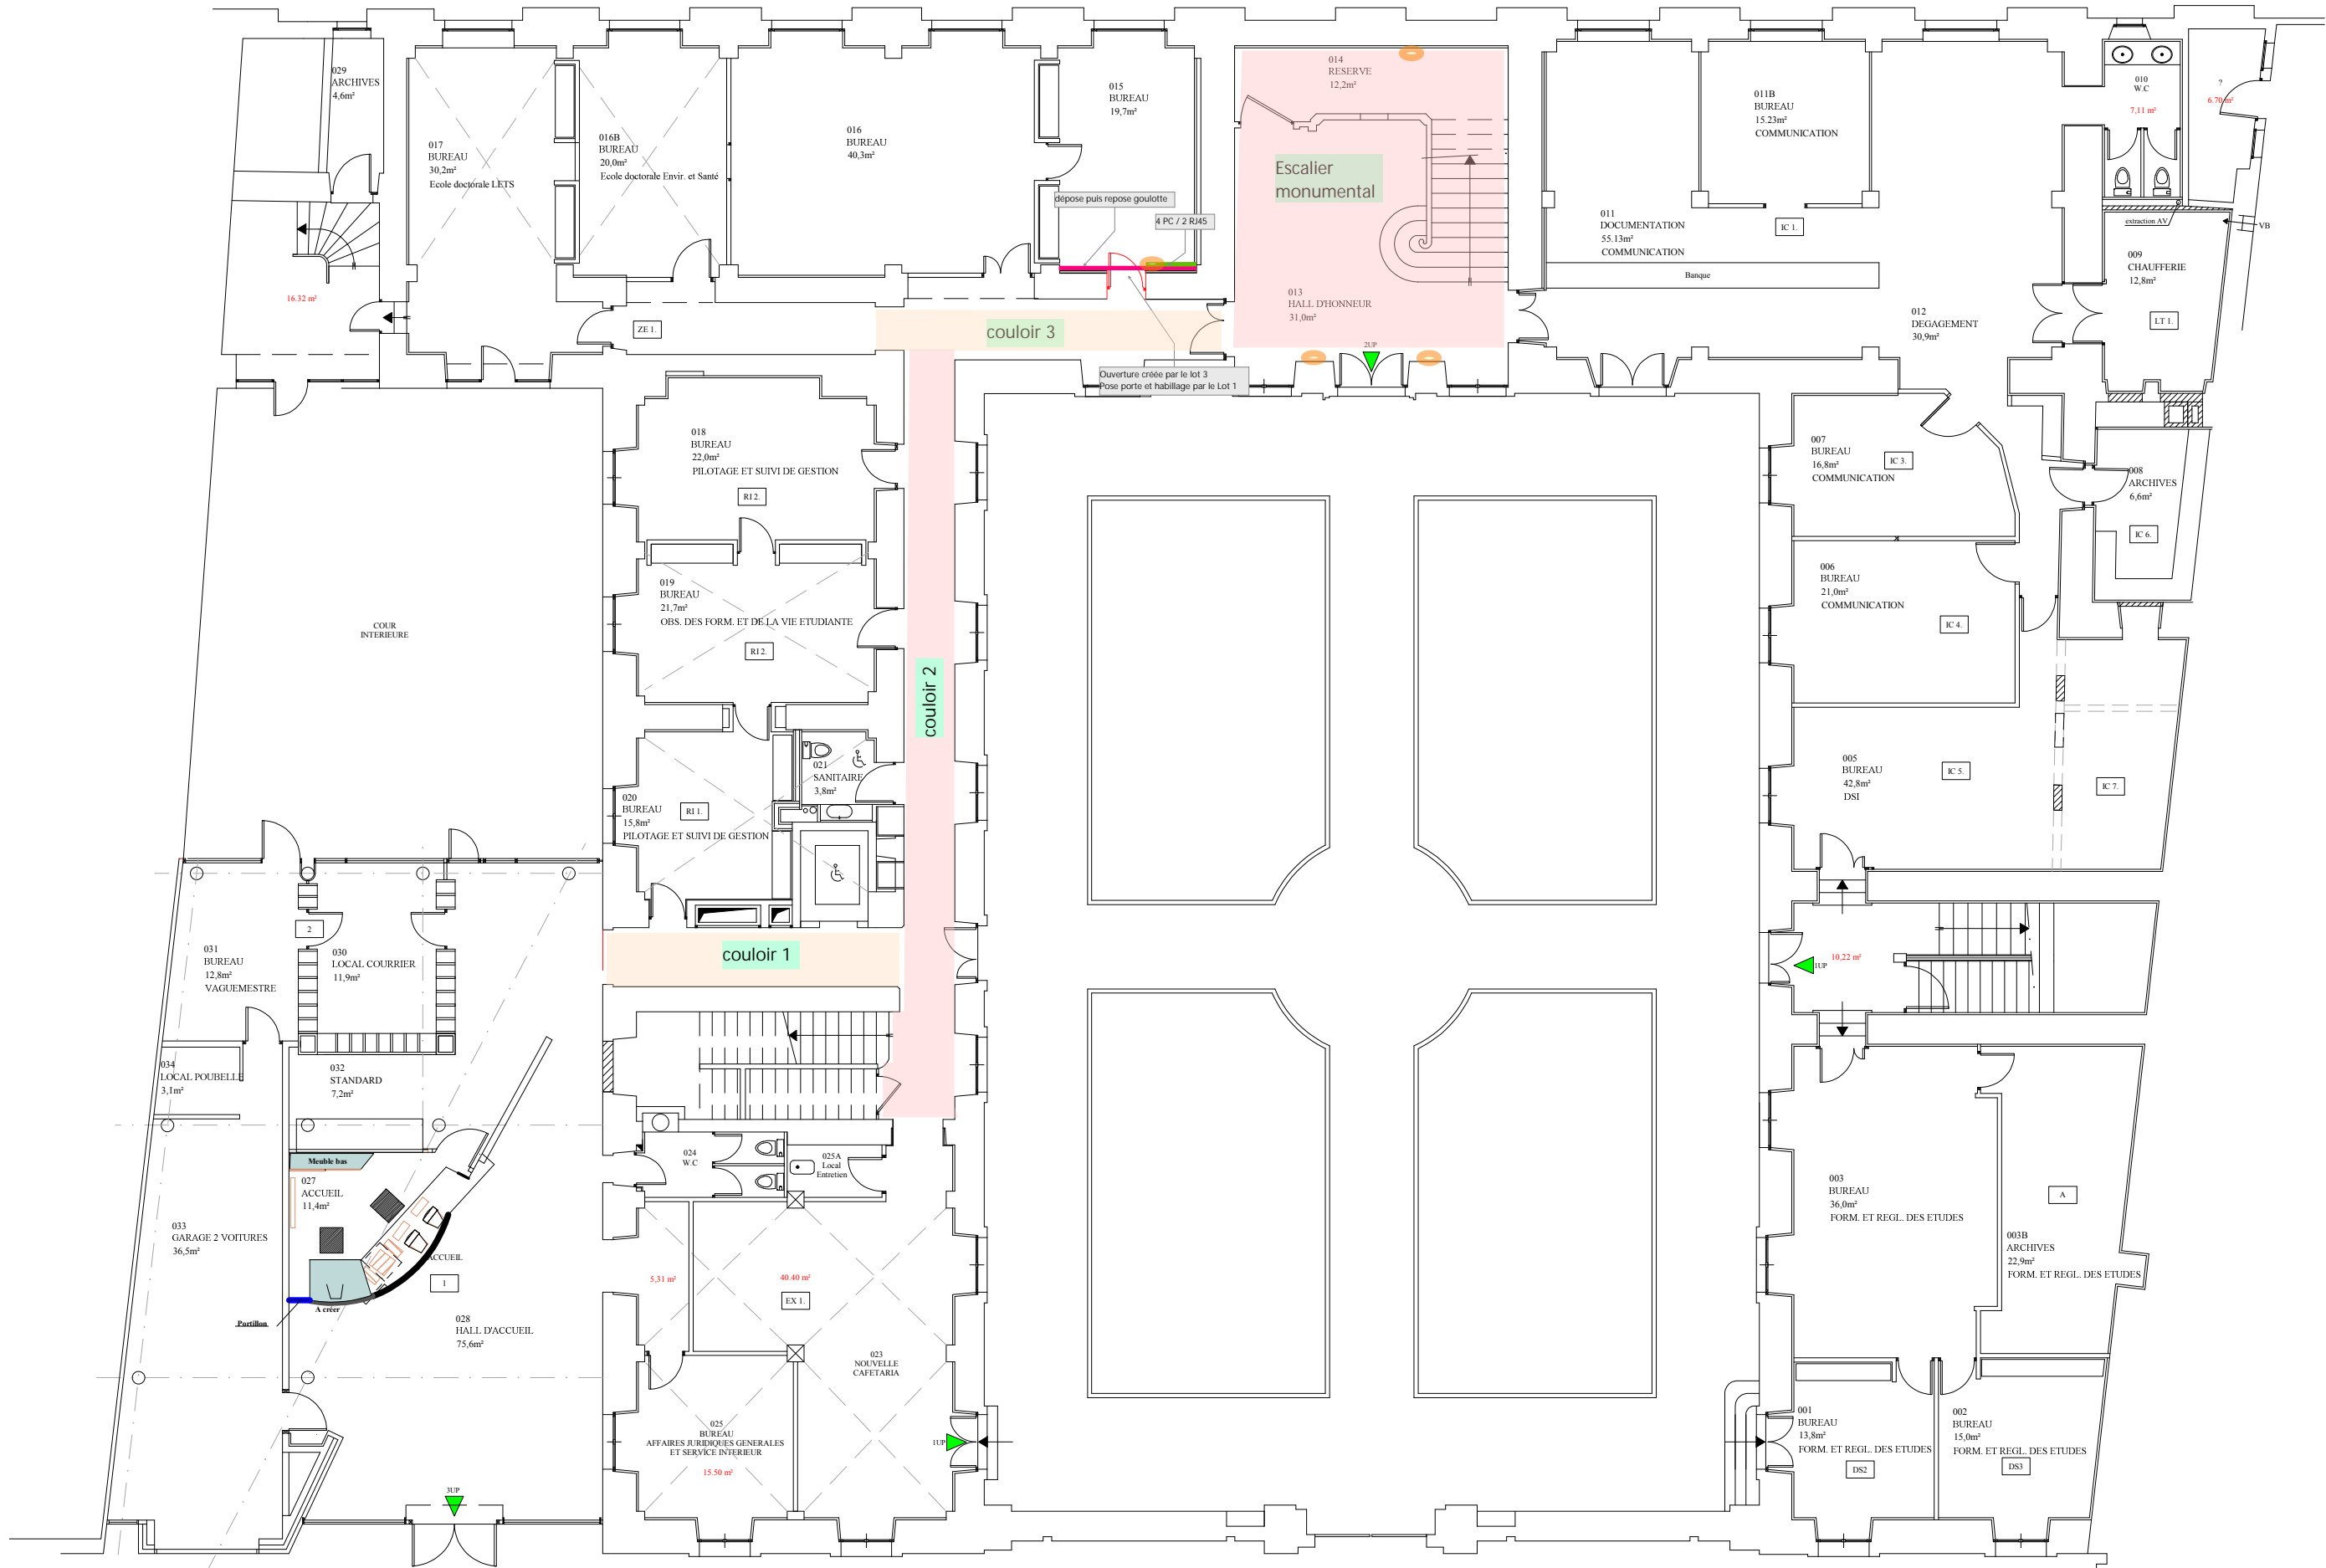 029
ARCHIVES
4,6m²
017
BUREAU
30,2m²
Ecole doctorale LETS
016B
BUREAU
20,0m²
Ecole doctorale Envir. et Santé
016
BUREAU
40,3m²
015
BUREAU
19,7m²
dépose puis repose goulotte
4 PC / 2 RJ45
014
RESERVE
12,2m²
Escalier
monumental
013
HALL D'HONNEUR
31,0m²
011B
BUREAU
15.23m²
COMMUNICATION
011
DOCUMENTATION
55.13m²
COMMUNICATION
IC 1.
Banque
010
W.C
7,11 m²
?
6.70 m²
extraction AV
VB
009
CHAUFFERIE
12,8m²
LT 1.
012
DEGAGEMENT
30,9m²
16.32 m²
ZE 1.
couloir 3
2UP
Ouverture créée par le lot 3
Pose porte et habillage par le Lot 1
018
BUREAU
22,0m²
PILOTAGE ET SUIVI DE GESTION
RI 2.
007
BUREAU
16,8m²
COMMUNICATION
IC 3.
008
ARCHIVES
6,6m²
IC 6.
019
BUREAU
21,7m²
OBS. DES FORM. ET DE LA VIE ETUDIANTE
RI 2.
006
BUREAU
21,0m²
COMMUNICATION
IC 4.
COUR
INTERIEURE
couloir 2
021
SANITAIRE
3,8m²
020
BUREAU
15,8m²
PILOTAGE ET SUIVI DE GESTION
RI 1.
005
BUREAU
42,8m²
DSI
IC 5.
IC 7.
2
031
BUREAU
12,8m²
VAGUEMESTRE
030
LOCAL COURRIER
11,9m²
couloir 1
1UP
10,22 m²
034
LOCAL POUBELLE
3,1m²
032
STANDARD
7,2m²
Meuble bas
027
ACCUEIL
11,4m²
024
W.C
025A
Local
Entretien
003
BUREAU
36,0m²
FORM. ET REGL. DES ETUDES
A
003B
ARCHIVES
22,9m²
FORM. ET REGL. DES ETUDES
033
GARAGE 2 VOITURES
36,5m²
ACCUEIL
1
A créer
Portillon
028
HALL D'ACCUEIL
75,6m²
5,31 m²
40.40 m²
EX 1.
023
NOUVELLE
CAFETARIA
025
BUREAU
AFFAIRES JURIDIQUES GENERALES
ET SERVICE INTERIEUR
15.50 m²
1UP
001
BUREAU
13,8m²
FORM. ET REGL. DES ETUDES
DS2
002
BUREAU
15,0m²
FORM. ET REGL. DES ETUDES
DS3
3UP